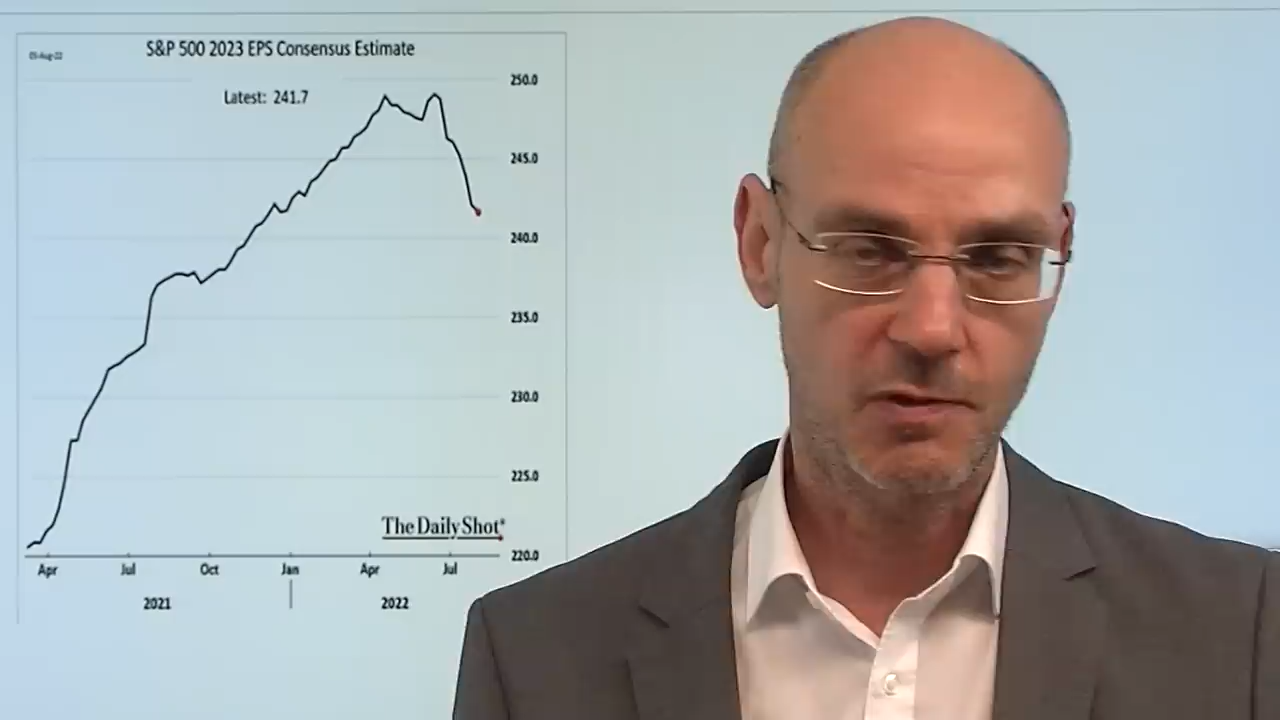 05-Aug-22
S&P 500 2023 EPS Consensus Estimate
Latest: 241.7
250.0
245.0
240.0
235.0
230.0
225.0
220.0
The Daily Shot®
Apr Jul Oct Jan Apr Jul
2021 2022